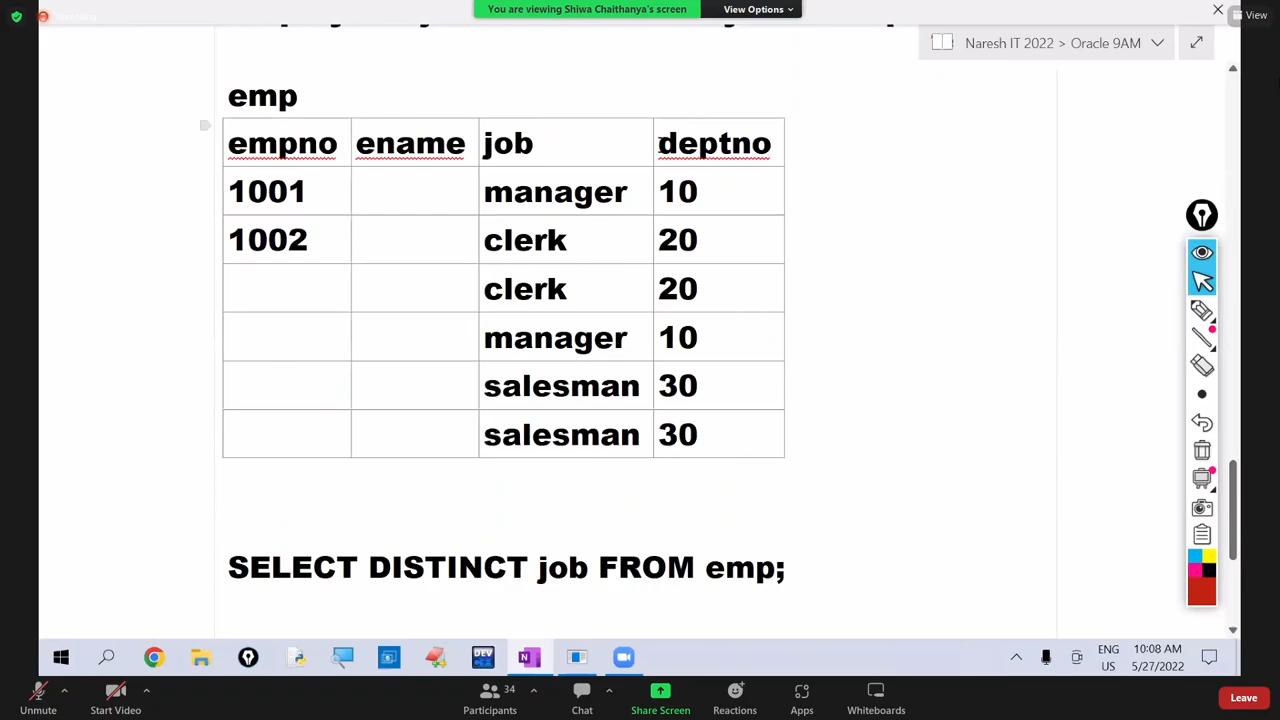 You are viewing Shiwa Chaithanya's screen
View Options
View
Naresh IT 2022 > Oracle 9AM
emp
empno ename job deptno
1001 manager 10
1002 clerk 20
clerk 20
manager 10
salesman 30
salesman 30
SELECT DISTINCT job FROM emp;
DEV
N
ENG
US
10:08 AM
5/27/2022
Unmute
Start Video
34
Participants
Chat
Share Screen
Reactions
Apps
Whiteboards
Leave